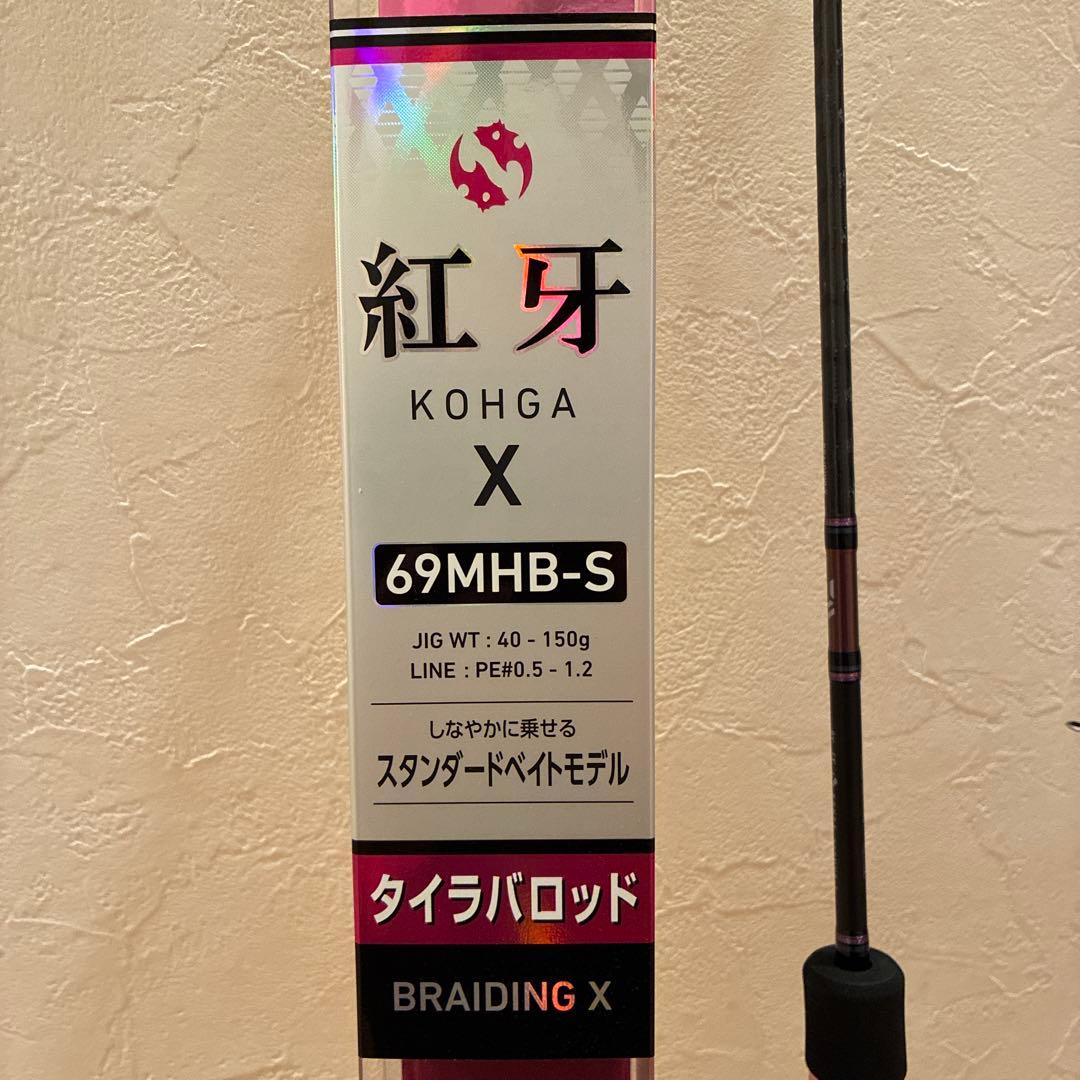 紅牙
KOHGA
X
69MHB-S
JIG WT : 40 - 150g
LINE : PE#0.5 - 1.2
しなやかに乗せる
スタンダードベイトモデル
タイラバロッド
BRAIDING X